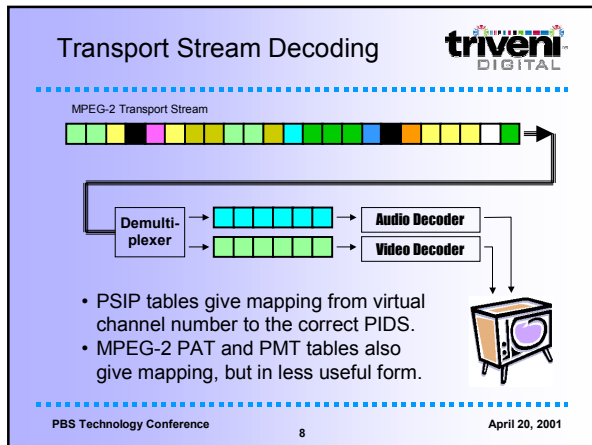 Transport Stream Decoding
triveni
DIGITAL
MPEG-2 Transport Stream
Demulti-
plexer
Audio Decoder
Video Decoder
• PSIP tables give mapping from virtual
channel number to the correct PIDS.
• MPEG-2 PAT and PMT tables also
give mapping, but in less useful form.
PBS Technology Conference
8
April 20, 2001